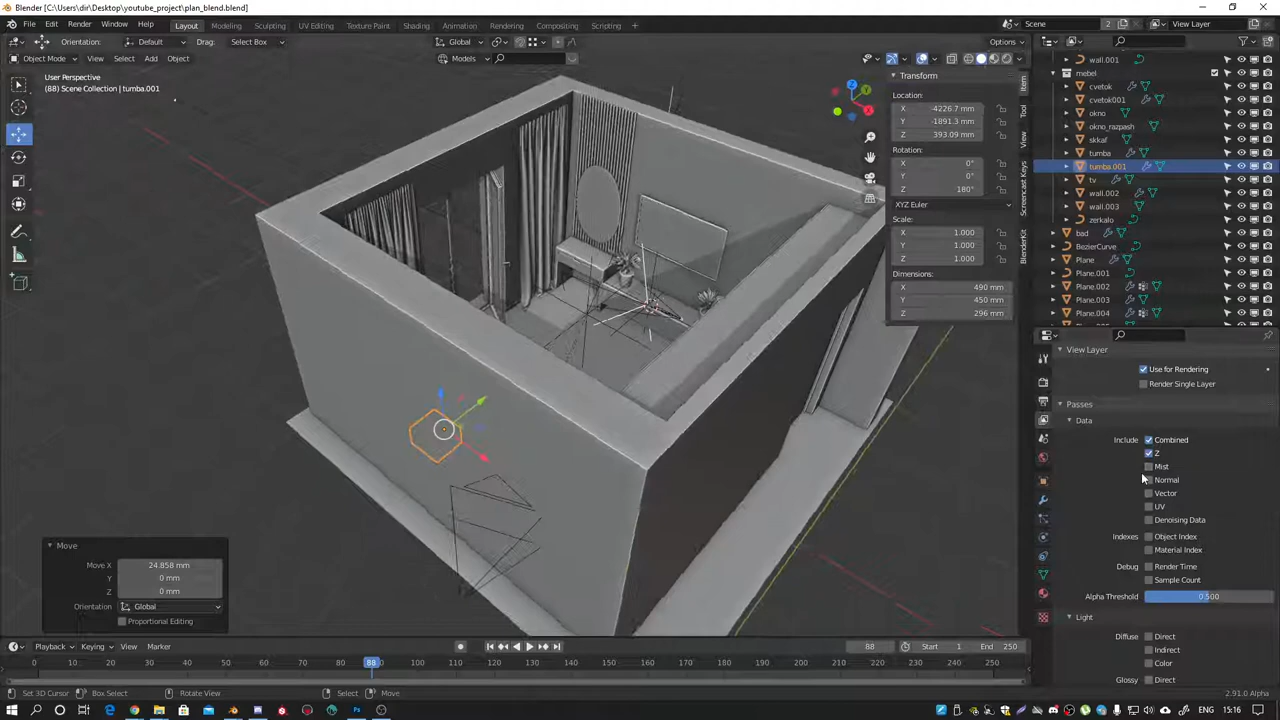 Blender [C:\Users\dir\Desktop\youtube_project\plan_blend.blend]
File Edit Render Window Help Layout Modeling Sculpting UV Editing Texture Paint Shading Animation Rendering Compositing Scripting Scene 2 View Layer
Orientation: Default Drag: Select Box Global Options
Object Mode View Select Add Object Models
User Perspective
(88) Scene Collection | tumba.001
Transform
Location:
X -4226.7 mm
Y -1891.3 mm
Z 393.09 mm
Rotation:
X 0°
Y 0°
Z 180°
XYZ Euler
Scale:
X 1.000
Y 1.000
Z 1.000
Dimensions:
X 490 mm
Y 450 mm
Z 296 mm
Item
Tool
View
Screencast Keys
BlenderKit
wall.001
mebel
cvetok
cvetok001
okno
okno_razpash
skkaf
tumba
tumba.001
tv
wall.002
wall.003
zerkalo
bad
BezierCurve
Plane
Plane.001
Plane.002
Plane.003
Plane.004
View Layer
Use for Rendering
Render Single Layer
Passes
Data
Include Combined
Z
Mist
Normal
Vector
UV
Denoising Data
Indexes Object Index
Material Index
Debug Render Time
Sample Count
Alpha Threshold 0.500
Light
Diffuse Direct
Indirect
Color
Glossy Direct
Move
Move X 24.858 mm
Y 0 mm
Z 0 mm
Orientation Global
Proportional Editing
Playback Keying View Marker 88 Start 1 End 250
0 10 20 30 40 50 60 70 80 88 100 110 120 130 140 150 160 170 180 190 200 210 220 230 240 250
Set 3D Cursor Box Select Rotate View Select Move 2.91.0 Alpha
ENG 15:16